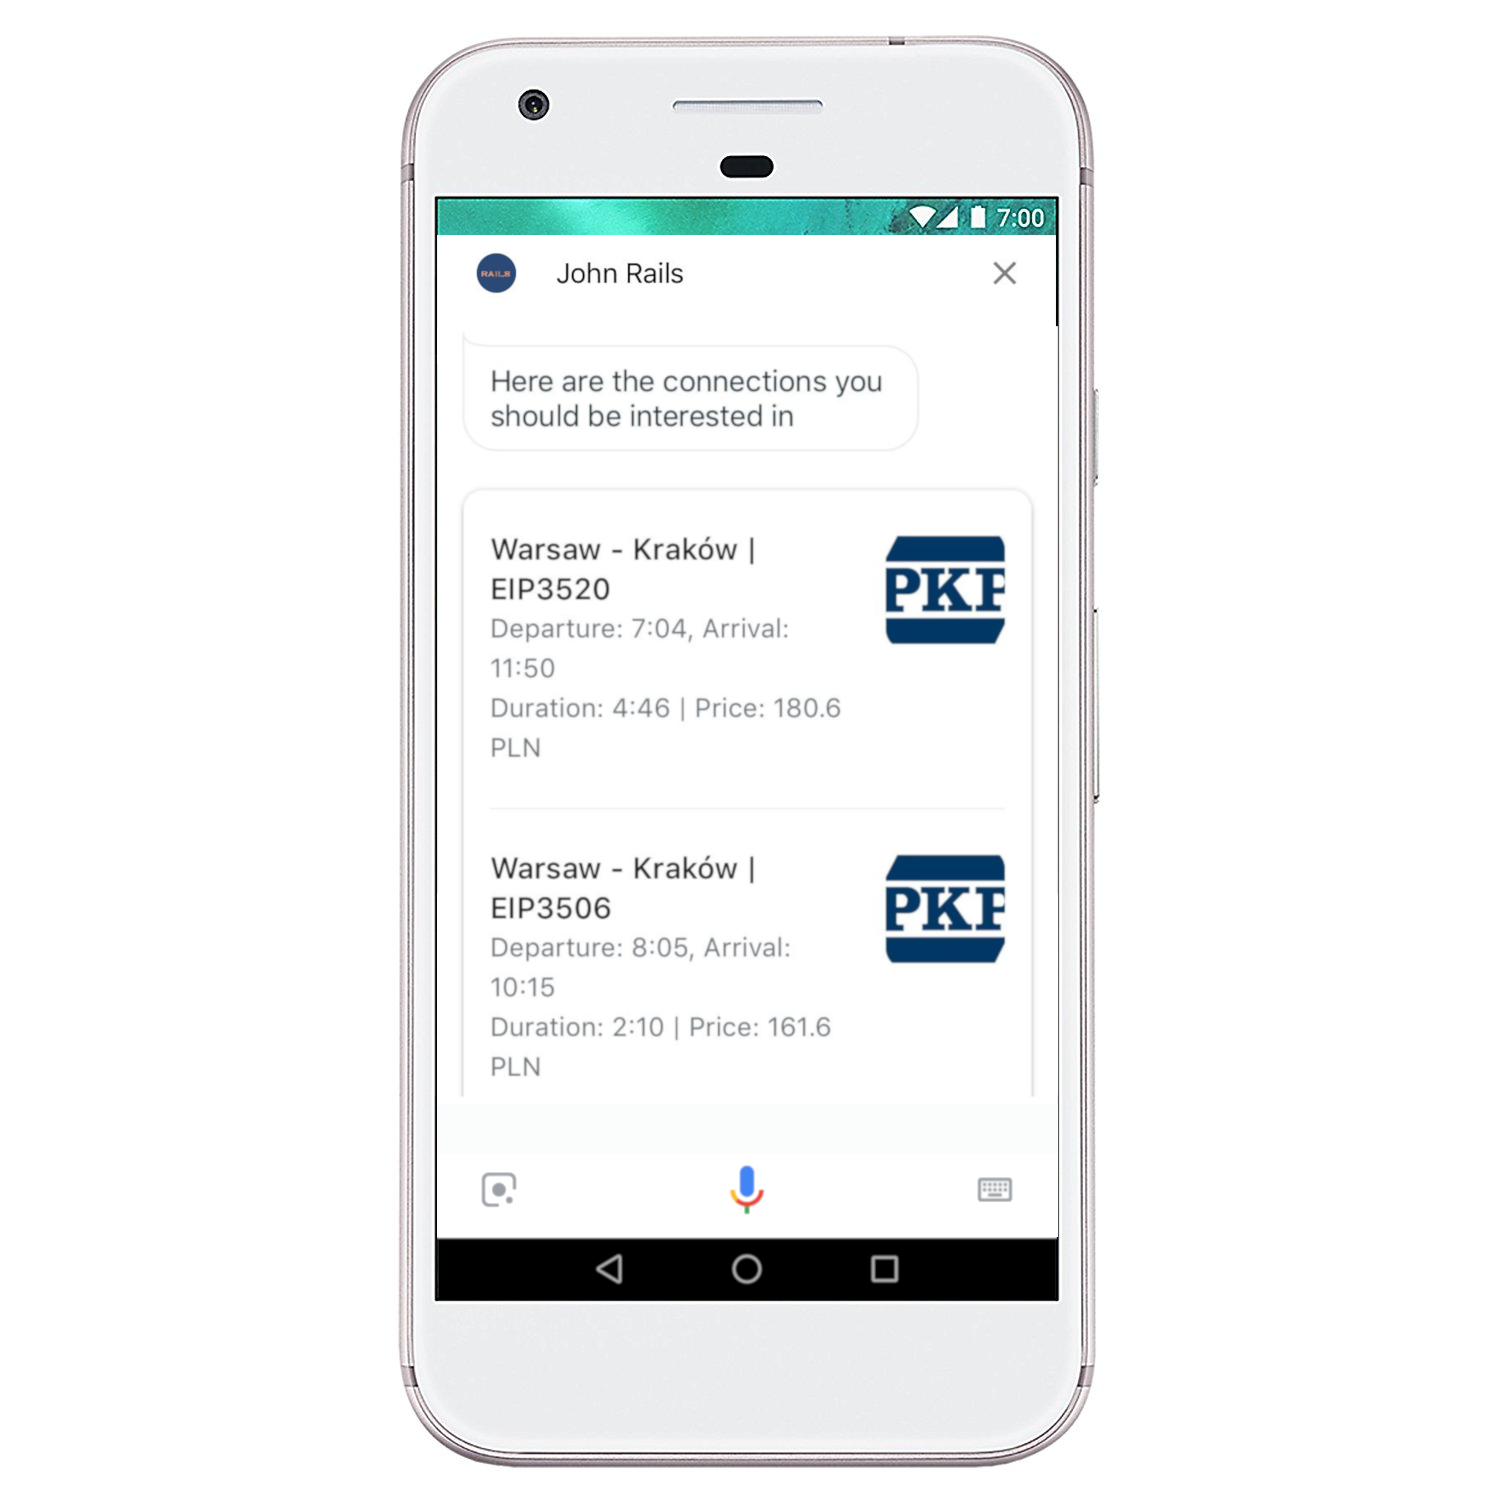 7:00
RAILS
John Rails
Here are the connections you
should be interested in
Warsaw - Kraków |
EIP3520
Departure: 7:04, Arrival:
11:50
Duration: 4:46 | Price: 180.6
PLN
PKP
Warsaw - Kraków |
EIP3506
Departure: 8:05, Arrival:
10:15
Duration: 2:10 | Price: 161.6
PLN
PKP